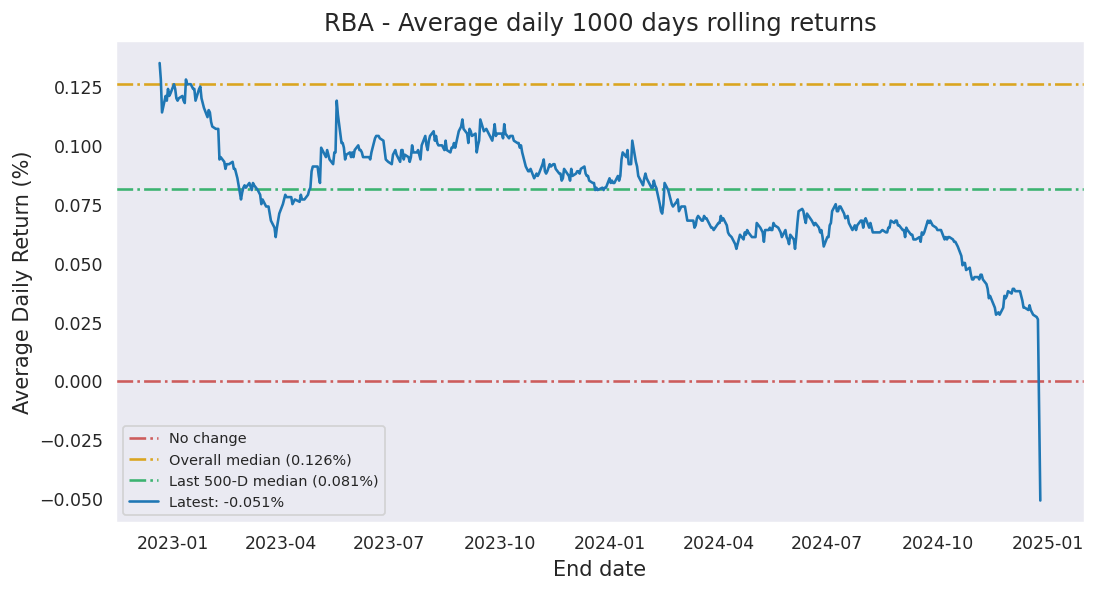 RBA - Average daily 1000 days rolling returns
Average Daily Return (%)
0.125
0.100
0.075
0.050
0.025
0.000
−0.025
−0.050
No change
Overall median (0.126%)
Last 500-D median (0.081%)
Latest: -0.051%
2023-01 2023-04 2023-07 2023-10 2024-01 2024-04 2024-07 2024-10 2025-01
End date